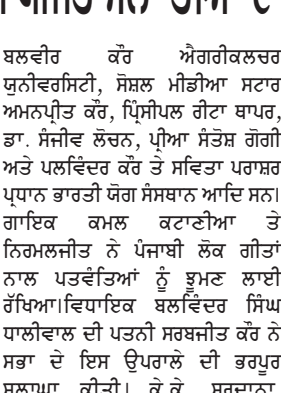 ਬਲਵੀਰ ਕੌਰ ਐਗਰੀਕਲਚਰ
ਯੂਨੀਵਰਸਿਟੀ, ਸੋਸ਼ਲ ਮੀਡੀਆ ਸਟਾਰ
ਅਮਨਪ੍ਰੀਤ ਕੌਰ, ਪ੍ਰਿੰਸੀਪਲ ਰੀਟਾ ਥਾਪਰ,
ਡਾ. ਸੰਜੀਵ ਲੋਚਨ, ਪ੍ਰੀਆ ਸੰਤੋਸ਼ ਗੋਗੀ
ਅਤੇ ਪਲਵਿੰਦਰ ਕੌਰ ਤੇ ਸਵਿਤਾ ਪਰਾਸ਼ਰ
ਪ੍ਰਧਾਨ ਭਾਰਤੀ ਯੋਗ ਸੰਸਥਾਨ ਆਦਿ ਸਨ।
ਗਾਇਕ ਕਮਲ ਕਟਾਣੀਆ ਤੇ
ਨਿਰਮਲਜੀਤ ਨੇ ਪੰਜਾਬੀ ਲੋਕ ਗੀਤਾਂ
ਨਾਲ ਪਤਵੰਤਿਆਂ ਨੂੰ ਝੂਮਣ ਲਾਈ
ਰੱਖਿਆ।ਵਿਧਾਇਕ ਬਲਵਿੰਦਰ ਸਿੰਘ
ਧਾਲੀਵਾਲ ਦੀ ਪਤਨੀ ਸਰਬਜੀਤ ਕੌਰ ਨੇ
ਸਭਾ ਦੇ ਇਸ ਉਪਰਾਲੇ ਦੀ ਭਰਪੂਰ
ਸ਼ਲਾਘਾ ਕੀਤੀ। ਕੇ.ਕੇ. ਸਰਦਾਨਾ,